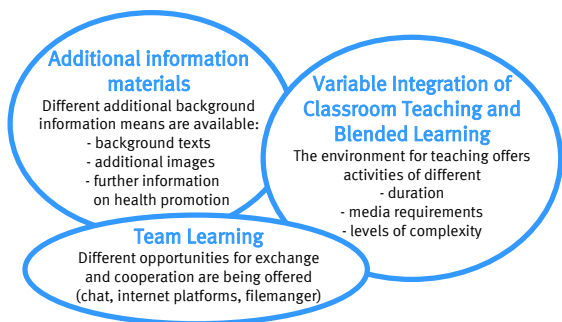 Additional information
materials
Different additional background
information means are available:
- background texts
- additional images
- further information
on health promotion
Variable Integration of
Classroom Teaching and
Blended Learning
The environment for teaching offers
activities of different
- duration
- media requirements
- levels of complexity
Team Learning
Different opportunities for exchange
and cooperation are being offered
(chat, internet platforms, filemanger)